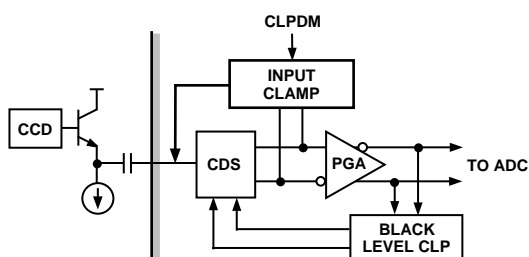 CLPDM
INPUT
CLAMP
CCD
CDS
PGA
TO ADC
BLACK
LEVEL CLP